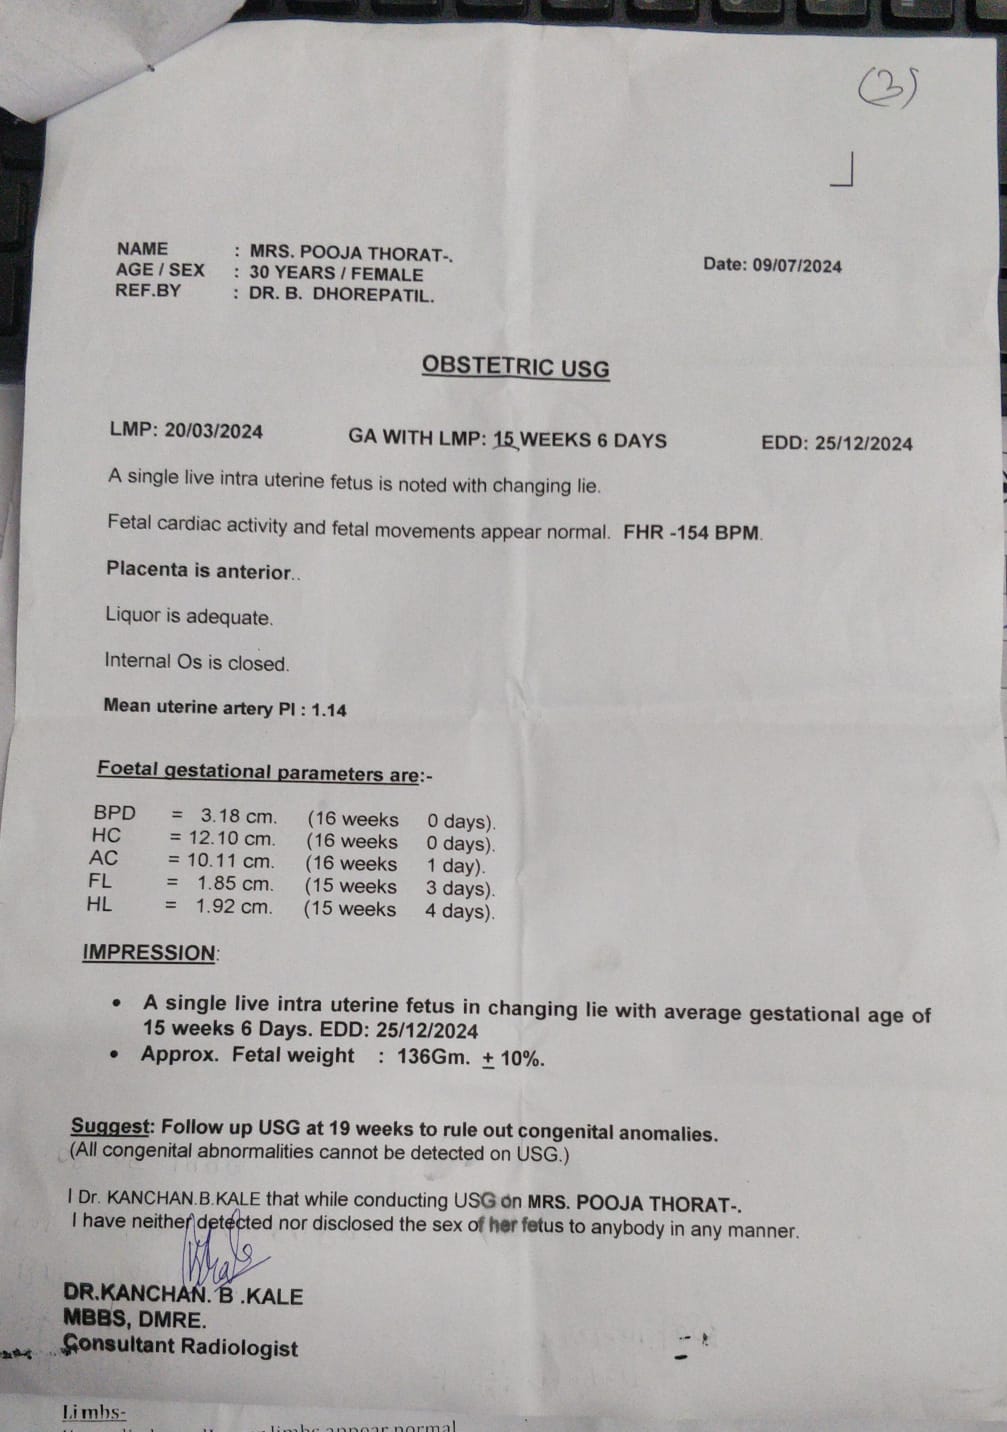 (3)
NAME : MRS. POOJA THORAT-.
Date: 09/07/2024
AGE / SEX : 30 YEARS / FEMALE
REF.BY : DR. B. DHOREPATIL.
OBSTETRIC USG
LMP: 20/03/2024 GA WITH LMP: 15 WEEKS 6 DAYS EDD: 25/12/2024
A single live intra uterine fetus is noted with changing lie.
Fetal cardiac activity and fetal movements appear normal. FHR -154 BPM.
Placenta is anterior..
Liquor is adequate.
Internal Os is closed.
Mean uterine artery PI : 1.14
Foetal gestational parameters are:-
BPD = 3.18 cm. (16 weeks 0 days).
HC = 12.10 cm. (16 weeks 0 days).
AC = 10.11 cm. (16 weeks 1 day).
FL = 1.85 cm. (15 weeks 3 days).
HL = 1.92 cm. (15 weeks 4 days).
IMPRESSION:
• A single live intra uterine fetus in changing lie with average gestational age of
15 weeks 6 Days. EDD: 25/12/2024
• Approx. Fetal weight : 136Gm. ± 10%.
Suggest: Follow up USG at 19 weeks to rule out congenital anomalies.
(All congenital abnormalities cannot be detected on USG.)
I Dr. KANCHAN.B.KALE that while conducting USG on MRS. POOJA THORAT-.
I have neither detected nor disclosed the sex of her fetus to anybody in any manner.
DR.KANCHAN. B .KALE
MBBS, DMRE.
Consultant Radiologist
Limbs-
limbs appear normal